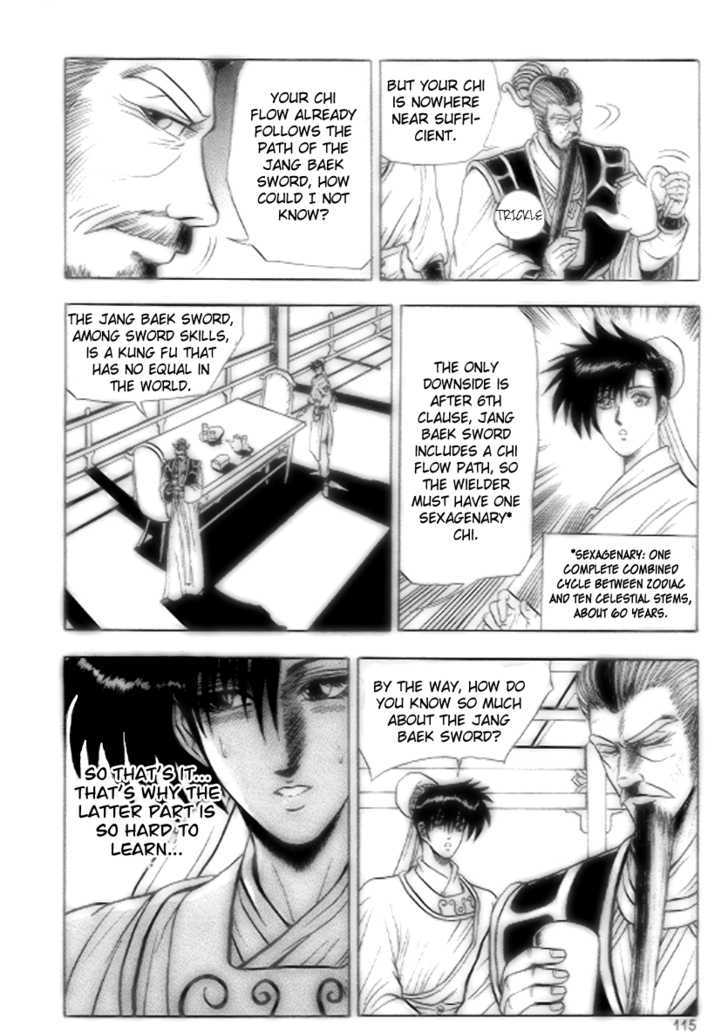 YOUR CHI
FLOW ALREADY
FOLLOWS THE
PATH OF THE
JANG BAEK
SWORD, HOW
COULD I NOT
KNOW?
BUT YOUR CHI
IS NOWHERE
NEAR SUFFI-
CIENT.
TRICKLE
THE JANG BAEK SWORD,
AMONG SWORD SKILLS,
IS A KUNG FU THAT
HAS NO EQUAL IN
THE WORLD.
THE ONLY
DOWNSIDE IS
AFTER 6TH
CLAUSE, JANG
BAEK SWORD
INCLUDES A CHI
FLOW PATH, SO
THE WIELDER
MUST HAVE ONE
SEXAGENARY*
CHI.
*SEXAGENARY: ONE
COMPLETE COMBINED
CYCLE BETWEEN ZODIAC
AND TEN CELESTIAL STEMS,
ABOUT 60 YEARS.
SO THAT'S IT...
THAT'S WHY THE
LATTER PART IS
SO HARD TO
LEARN...
BY THE WAY, HOW DO
YOU KNOW SO MUCH
ABOUT THE JANG
BAEK SWORD?
115